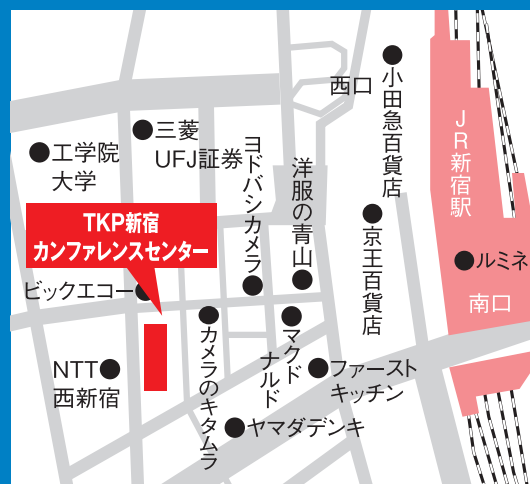 西口
小田急百貨店
JR新宿駅
三菱
UFJ証券
工学院
大学
ヨドバシカメラ
洋服の青山
京王百貨店
TKP新宿
カンファレンスセンター
ルミネ
南口
ビックエコー
カメラのキタムラ
マクド
ナルド
NTT
西新宿
ファースト
キッチン
ヤマダデンキ